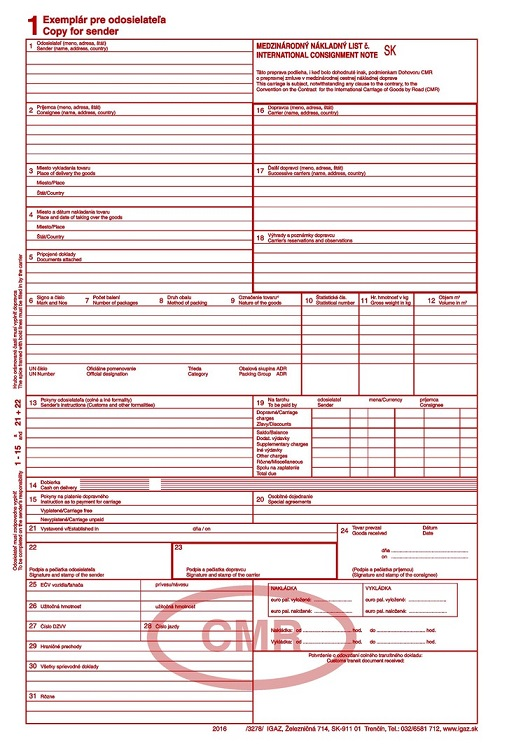 1 Exemplár pre odosielateľa
Copy for sender
1 Odosielateľ (meno, adresa, štát)
Sender (name, address, country)
MEDZINÁRODNÝ NÁKLADNÝ LIST č.
INTERNATIONAL CONSIGNMENT NOTE
SK
Táto preprava podlieha, i keď bolo dohodnuté inak, podmienkam Dohovoru CMR
o prepravnej zmluve v medzinárodnej cestnej nákladnej doprave
This carriage is subject, notwithstanding any clause to the contrary, to the
Convention on the Contract for the International Carriage of Goods by Road (CMR)
2 Príjemca (meno, adresa, štát)
Consignee (name, address, country)
16 Dopravca (meno, adresa, štát)
Carrier (name, address, country)
3 Miesto vykládania tovaru
Place of delivery the goods
Miesto/Place
Štát/Country
17 Ďalší dopravci (meno, adresa, štát)
Successive carriers (name, address, country)
4 Miesto a dátum nakladania tovaru
Place and date of taking over the goods
Miesto/Place
Štát/Country
18 Výhrady a poznámky dopravcu
Carrier's reservations and observations
5 Pripojené doklady
Documents attached
6 Signo a číslo
Mark and Nos
7 Počet balení
Number of packages
8 Druh obalu
Method of packing
9 Označenie tovaru*
Nature of the goods
10 Štatistické čís.
Statistical number
11 Hr. hmotnosť v kg
Gross weight in kg
12 Objem m³
Volume in m³
UN číslo
UN Number
Oficiálne pomenovanie
Official designation
Trieda
Category
Obalová skupina ADR
Packing Group ADR
13 Pokyny odosielateľa (colné a iné formality)
Sender's instructions (Customs and other formalities)
19 Na ťarchu
To be paid by
odosielateľ
Sender
mena/Currency
príjemca
Consignee
Dopravné/Carriage
charges
Zľavy/Discounts
Saldo/Balance
Dodat. výdavky
Supplementary charges
Iné výdavky
Other charges
Rôzne/Miscellaneous
Spolu na zaplatenie
Total due
14 Dobierka
Cash on delivery
15 Pokyny na platenie dopravného
Instruction as to payment for carriage
Vyplatené/Carriage free
Nevyplatené/Carriage unpaid
20 Osobitné dojednanie
Special agreements
21 Vystavené v/Established in
dňa / on
22
Podpis a pečiatka odosielateľa
Signature and stamp of the sender
23
Podpis a pečiatka dopravcu
Signature and stamp of the carrier
24 Tovar prevzal
Goods received
Dátum
Date
dňa
on
(Podpis a pečiatka príjemcu)
(Signature and stamp of the consignee)
25 EČV vozidla/ťahača
prívesu/návesu
26 Užitočná hmotnosť
užitočná hmotnosť
27 Číslo DZVV
28 Číslo jazdy
29 Hraničné prechody
30 Všetky sprievodné doklady
31 Rôzne
NAKLÁDKA
euro pal. vyložené:
euro pal. naložené:
VYKLÁDKA
euro pal. vyložené:
euro pal. naložené:
Nakládka: od hod. do hod.
Vykládka: od hod. do hod.
Potvrdenie o odovzdaní colného tranzitného dokladu:
Customs transit document received:
CMR
Hrubo orámované časti musí vyplniť dopravca
The space framed with bold lines must be filled in by the carrier
1 - 15 a and 21 + 22
Odosielateľ musí zodpovedne vyplniť
To be completed on the sender's responsibility
2016 /3278/ IGAZ, Železničná 714, SK-911 01 Trenčín, Tel.: 032/6581 712, www.igaz.sk